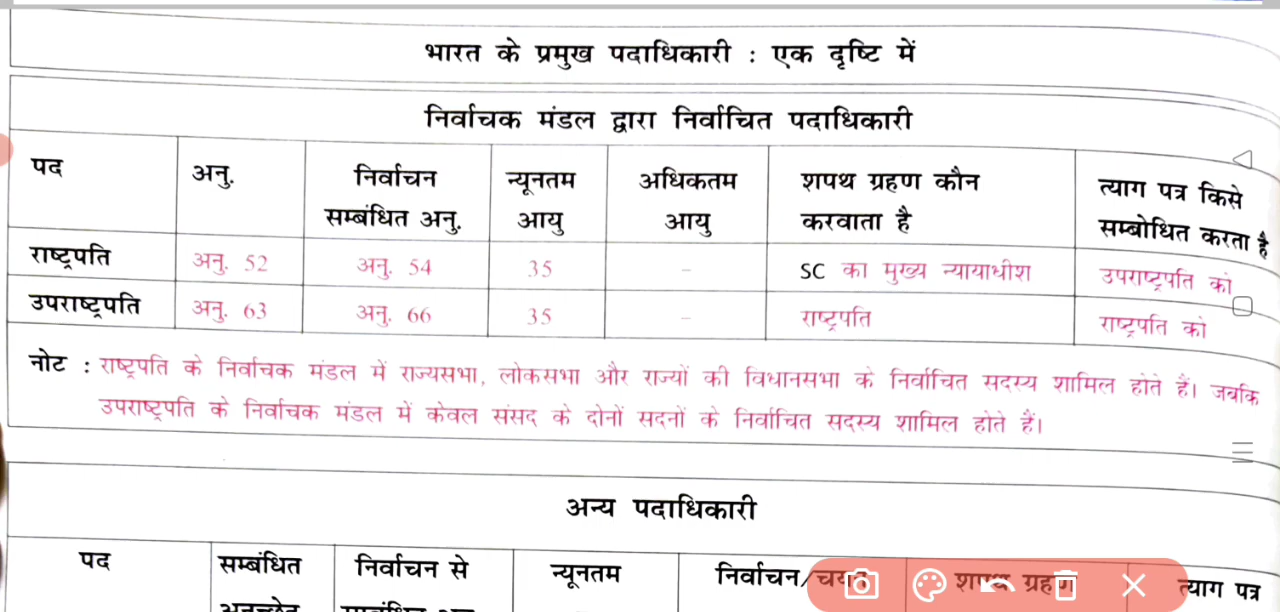 भारत के प्रमुख पदाधिकारी : एक दृष्टि में
निर्वाचक मंडल द्वारा निर्वाचित पदाधिकारी
पद अनु. निर्वाचन न्यूनतम अधिकतम शपथ ग्रहण कौन त्याग पत्र किसे
सम्बंधित अनु. आयु आयु करवाता है सम्बोधित करता है
राष्ट्रपति अनु. 52 अनु. 54 35 – SC का मुख्य न्यायाधीश उपराष्ट्रपति को
उपराष्ट्रपति अनु. 63 अनु. 66 35 – राष्ट्रपति राष्ट्रपति को
नोट : राष्ट्रपति के निर्वाचक मंडल में राज्यसभा, लोकसभा और राज्यों की विधानसभा के निर्वाचित सदस्य शामिल होते हैं। जबकि
उपराष्ट्रपति के निर्वाचक मंडल में केवल संसद के दोनों सदनों के निर्वाचित सदस्य शामिल होते हैं।
अन्य पदाधिकारी
पद सम्बंधित निर्वाचन से न्यूनतम निर्वाचन/चयन शपथ ग्रहण त्याग पत्र